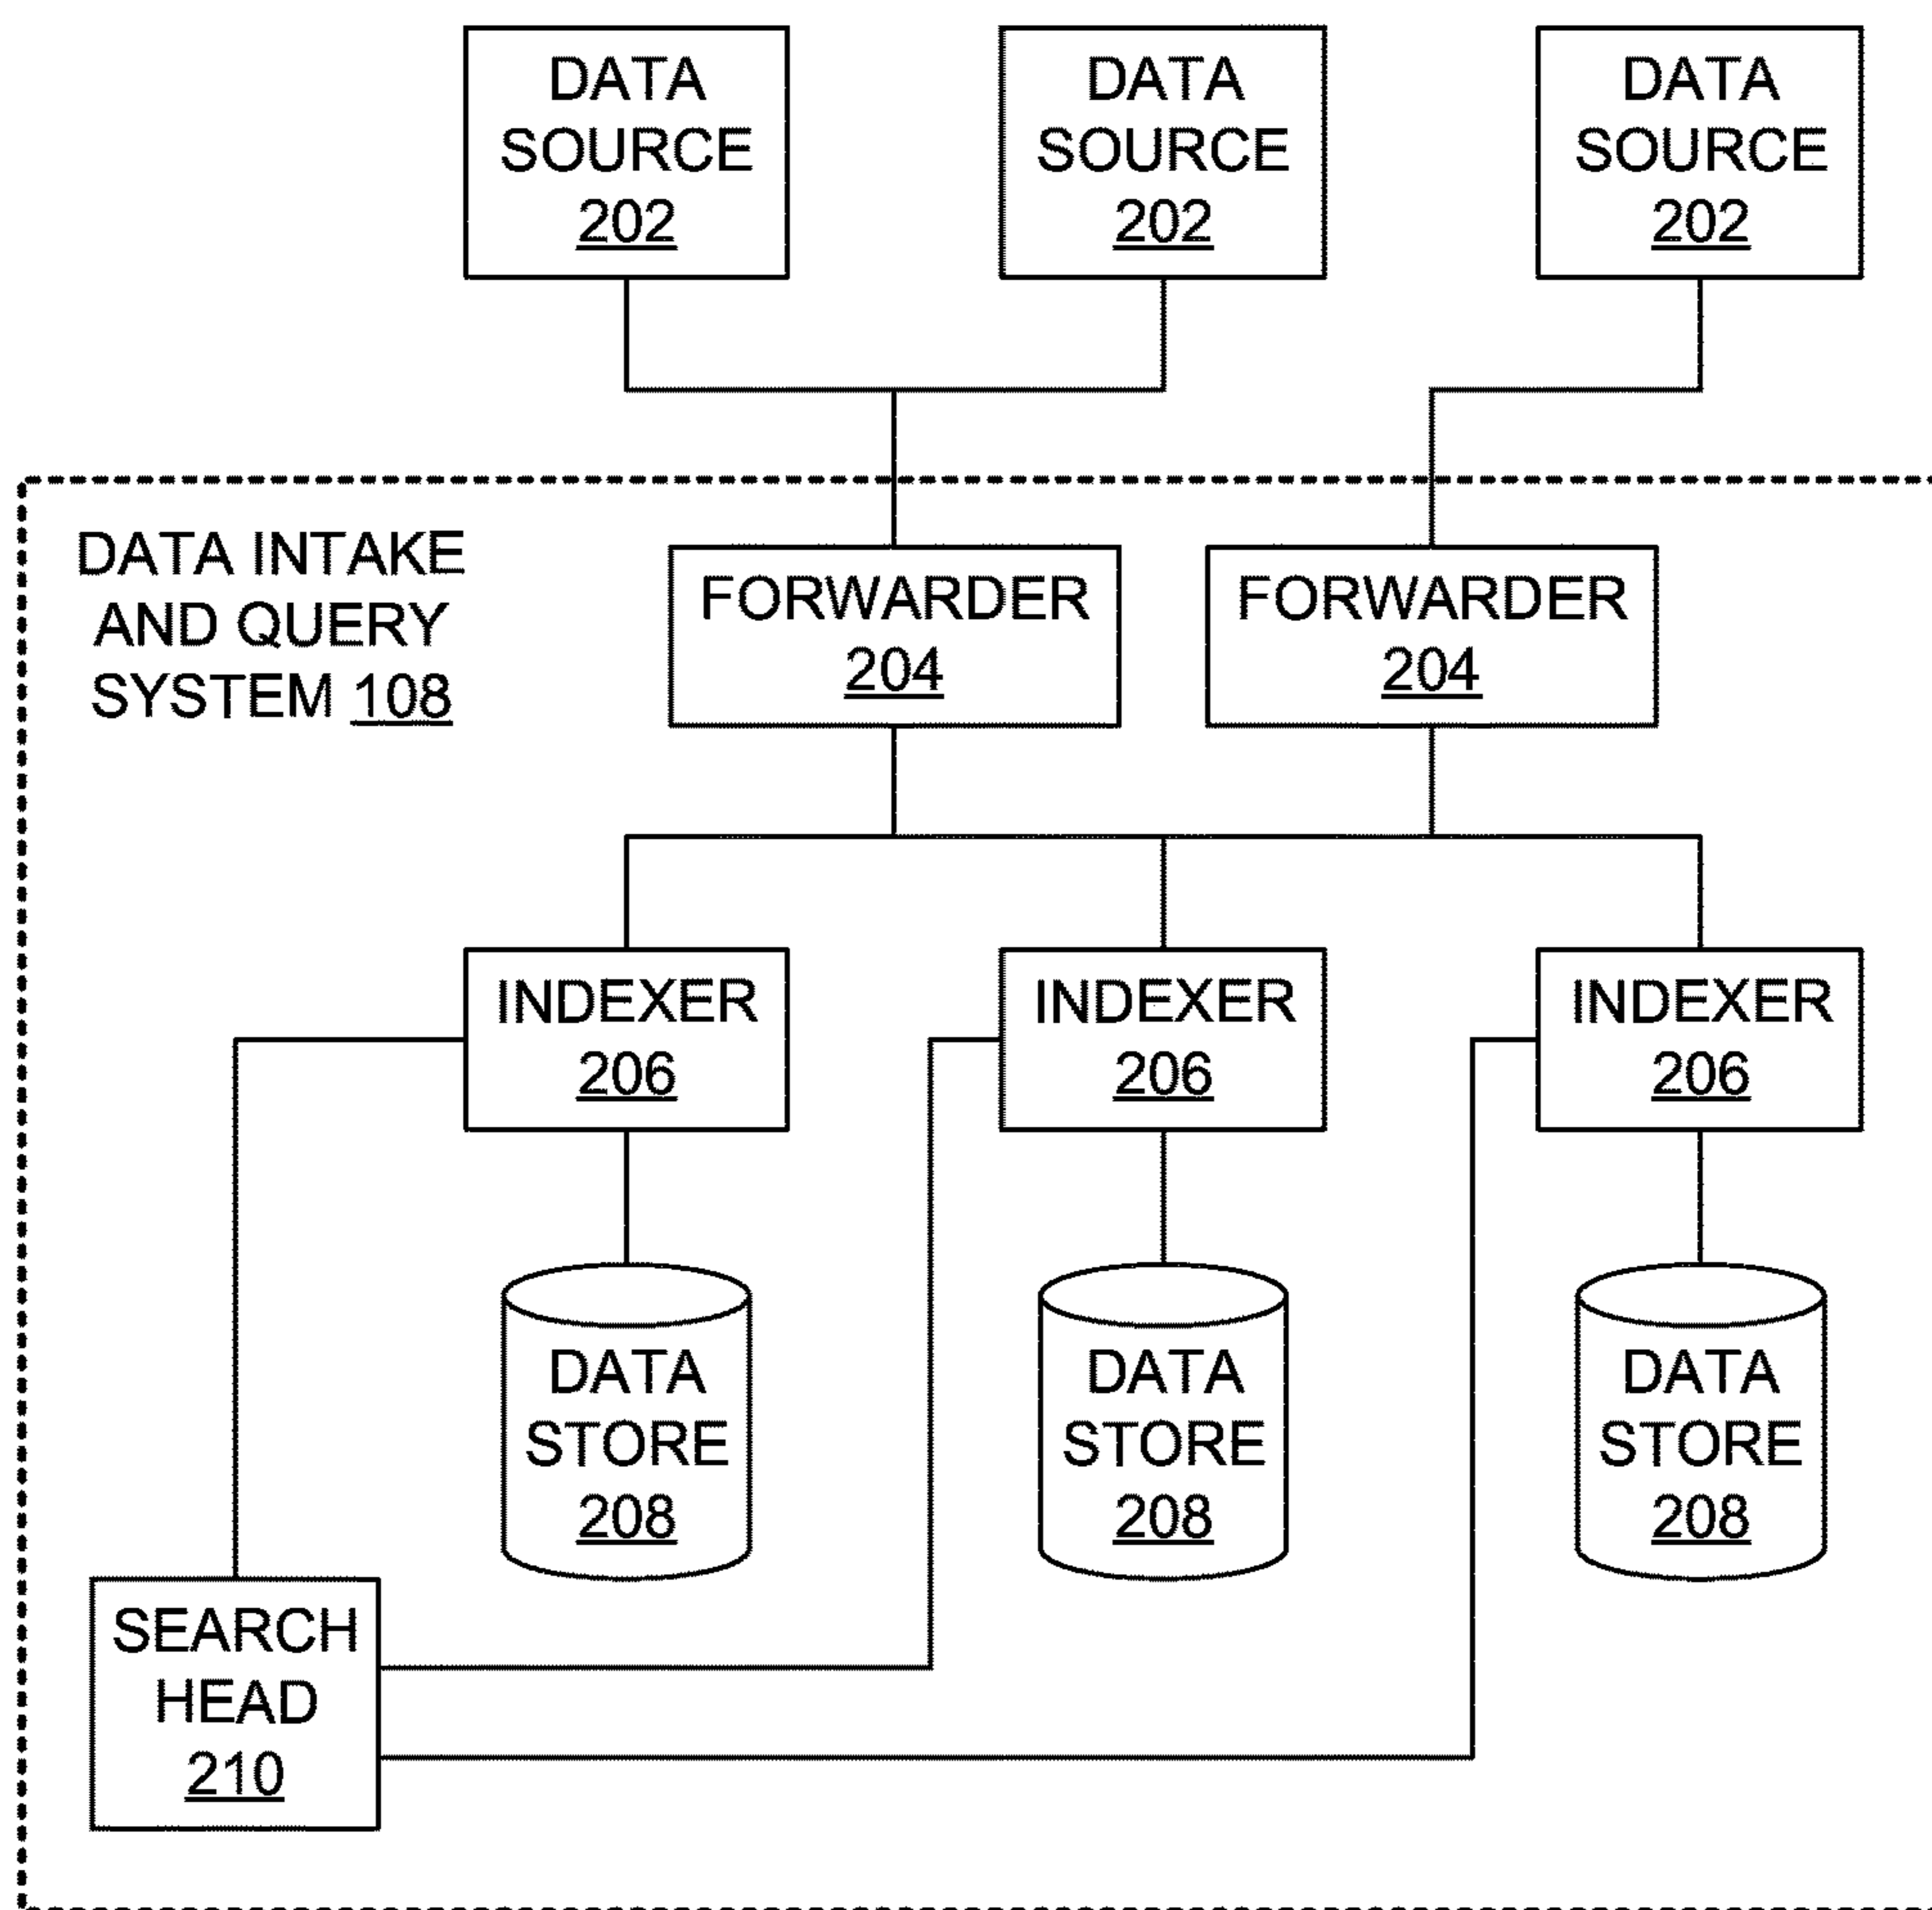 DATA
SOURCE
202
DATA
SOURCE
202
DATA
SOURCE
202
DATA INTAKE
AND QUERY
SYSTEM 108
FORWARDER
204
FORWARDER
204
INDEXER
206
INDEXER
206
INDEXER
206
DATA
STORE
208
DATA
STORE
208
DATA
STORE
208
SEARCH
HEAD
210